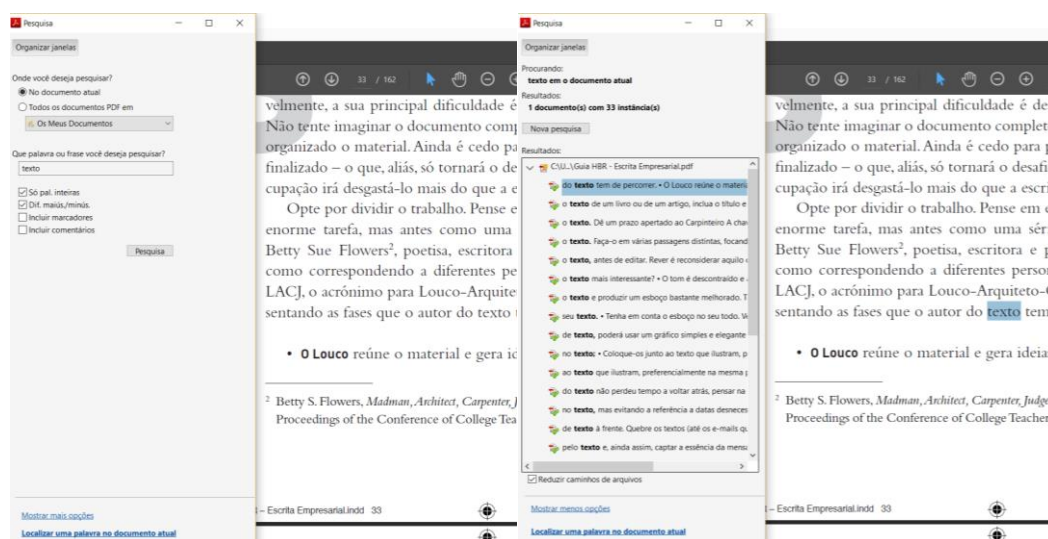 Pesquisa
Organizar janelas
Onde você deseja pesquisar?
No documento atual
Todos os documentos PDF em
Os Meus Documentos
Que palavra ou frase você deseja pesquisar?
texto
Só pal. inteiras
Dif. maiús./minús.
Incluir marcadores
Incluir comentários
Pesquisa
Mostrar mais opções
Localizar uma palavra no documento atual
33 / 162
velmente, a sua principal dificuldade é
Não tente imaginar o documento comp
organizado o material. Ainda é cedo pa
finalizado – o que, aliás, só tornará o de
cupação irá desgastá-lo mais do que a e
Opte por dividir o trabalho. Pense e
enorme tarefa, mas antes como uma
Betty Sue Flowers², poetisa, escritora
como correspondendo a diferentes pe
LACJ, o acrónimo para Louco-Arquite
sentando as fases que o autor do texto
• O Louco reúne o material e gera id
² Betty S. Flowers, Madman, Architect, Carpenter, J
Proceedings of the Conference of College Tea
– Escrita Empresarial.indd 33
Pesquisa
Organizar janelas
Procurando:
texto em o documento atual
Resultados:
1 documento(s) com 33 instância(s)
Nova pesquisa
Resultados:
C:\U...\Guia HBR - Escrita Empresarial.pdf
do texto tem de percorrer. • O Louco reúne o materia
o texto de um livro ou de um artigo, inclua o título e
o texto. Dê um prazo apertado ao Carpinteiro A cha
o texto. Faça-o em várias passagens distintas, focand
o texto, antes de editar. Rever é reconsiderar aquilo
o texto mais interessante? • O tom é descontraído e
o texto e produzir um esboço bastante melhorado. T
seu texto. • Tenha em conta o esboço no seu todo. V
de texto, poderá usar um gráfico simples e elegante
no texto: • Coloque-os junto ao texto que ilustram, p
ao texto que ilustram, preferencialmente na mesma p
do texto não perdeu tempo a voltar atrás, pensar na
no texto, mas evitando a referência a datas desneces
de texto à frente. Quebre os textos (até os e-mails qu
pelo texto e, ainda assim, captar a essência da mensa
Reduzir caminhos de arquivos
Mostrar menos opções
Localizar uma palavra no documento atual
33 / 162
velmente, a sua principal dificuldade é de
Não tente imaginar o documento complet
organizado o material. Ainda é cedo para p
finalizado – o que, aliás, só tornará o desafi
cupação irá desgastá-lo mais do que a escri
Opte por dividir o trabalho. Pense em e
enorme tarefa, mas antes como uma séri
Betty Sue Flowers², poetisa, escritora e p
como correspondendo a diferentes person
LACJ, o acrónimo para Louco-Arquiteto-
sentando as fases que o autor do texto tem
• O Louco reúne o material e gera ideia
² Betty S. Flowers, Madman, Architect, Carpenter, Judge
Proceedings of the Conference of College Teacher
– Escrita Empresarial.indd 33